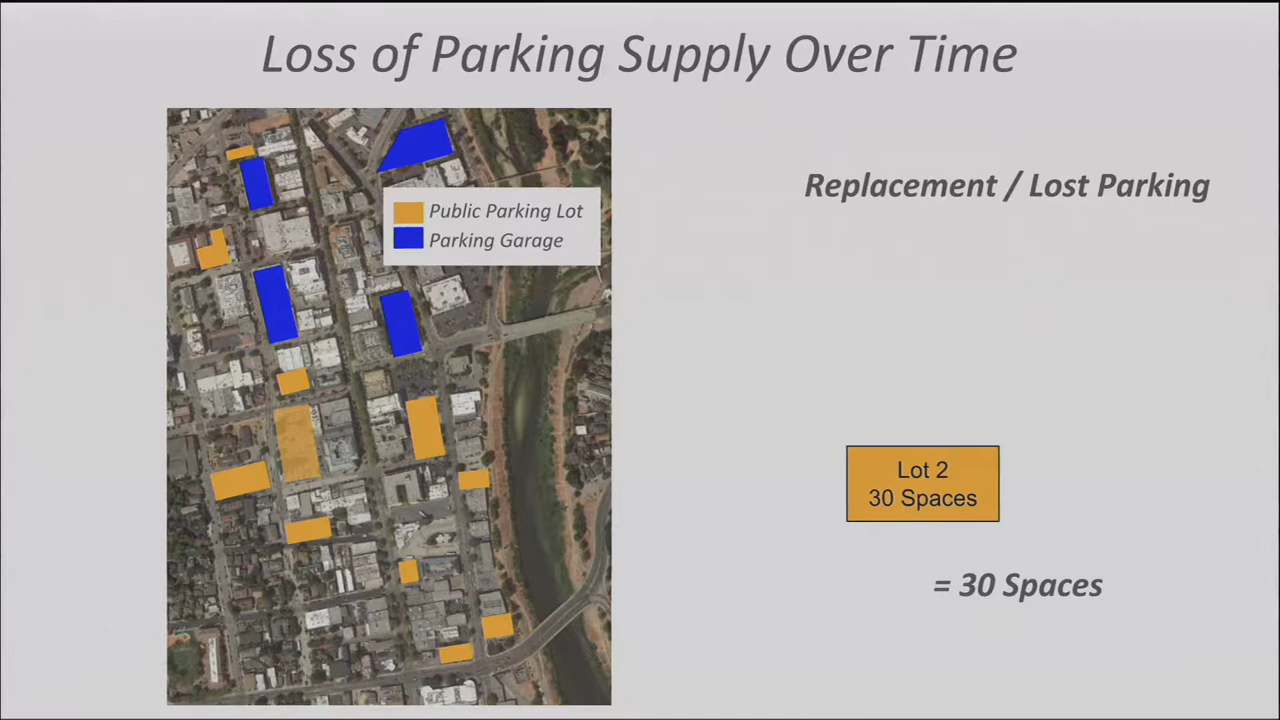 Loss of Parking Supply Over Time
Public Parking Lot
Parking Garage
Replacement / Lost Parking
Lot 2
30 Spaces
= 30 Spaces